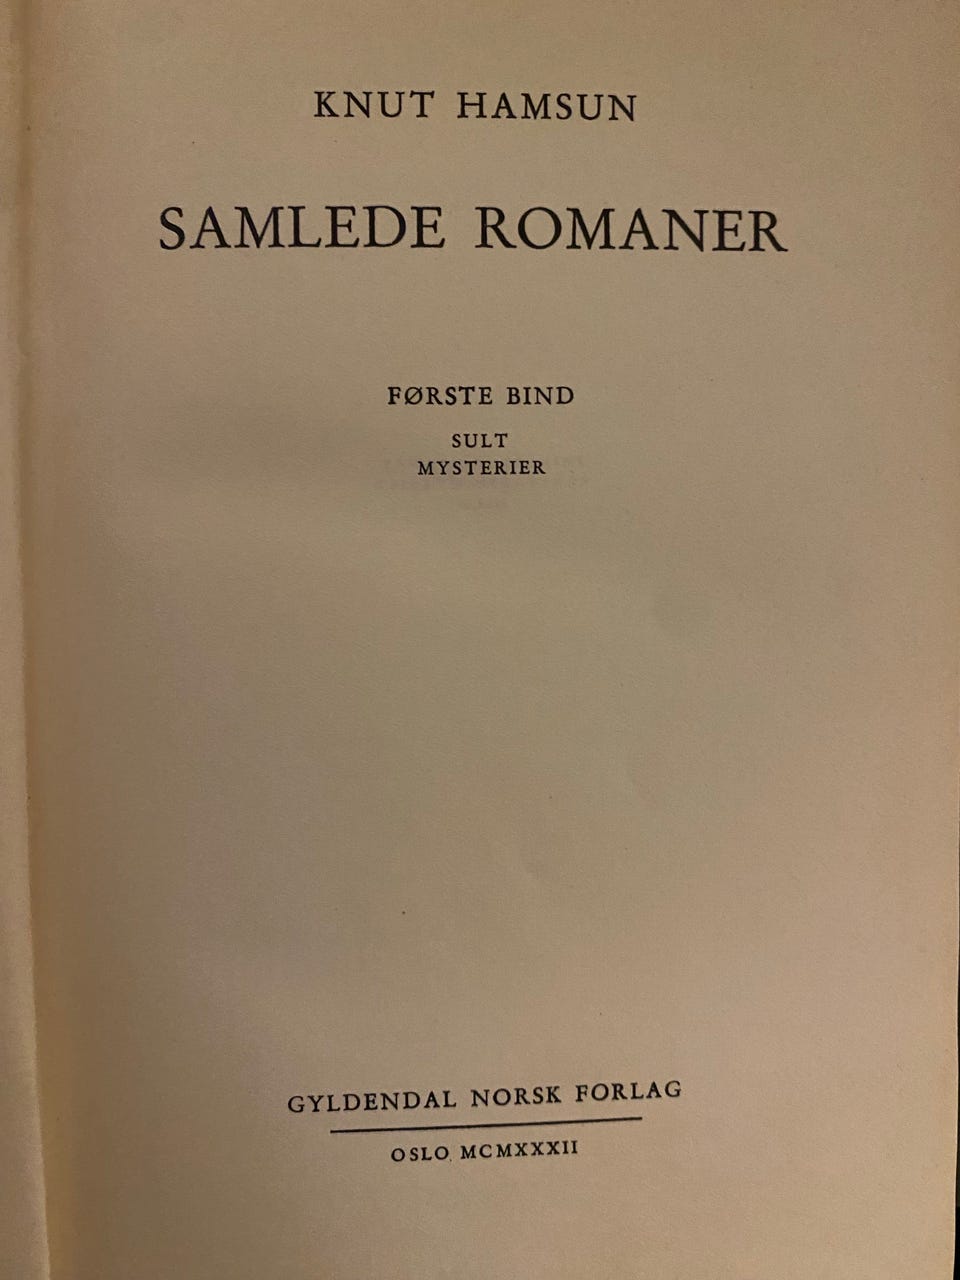 KNUT HAMSUN
SAMLEDE ROMANER
FØRSTE BIND
SULT
MYSTERIER
GYLDENDAL NORSK FORLAG
OSLO MCMXXXII